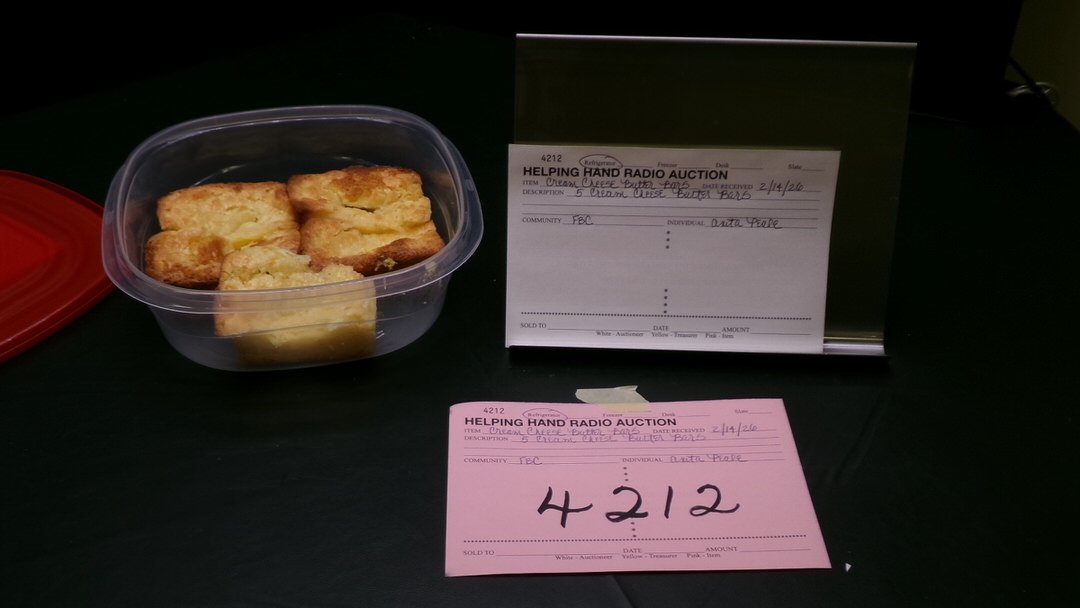 4212 Refrigerator Freezer Desk Slate
HELPING HAND RADIO AUCTION
ITEM Cream Cheese Butter Bars DATE RECEIVED 2/14/26
DESCRIPTION 5 Cream Cheese Butter Bars
COMMUNITY FBC INDIVIDUAL Anita
SOLD TO DATE AMOUNT
White - Auctioneer Yellow - Treasurer Pink - Item
4212 Refrigerator Freezer Desk Slate
HELPING HAND RADIO AUCTION
ITEM Cream Cheese Butter Bars DATE RECEIVED 2/14/26
DESCRIPTION 5 Cream Cheese Butter Bars
COMMUNITY FBC INDIVIDUAL Anita
4212
SOLD TO DATE AMOUNT
White - Auctioneer Yellow - Treasurer Pink - Item